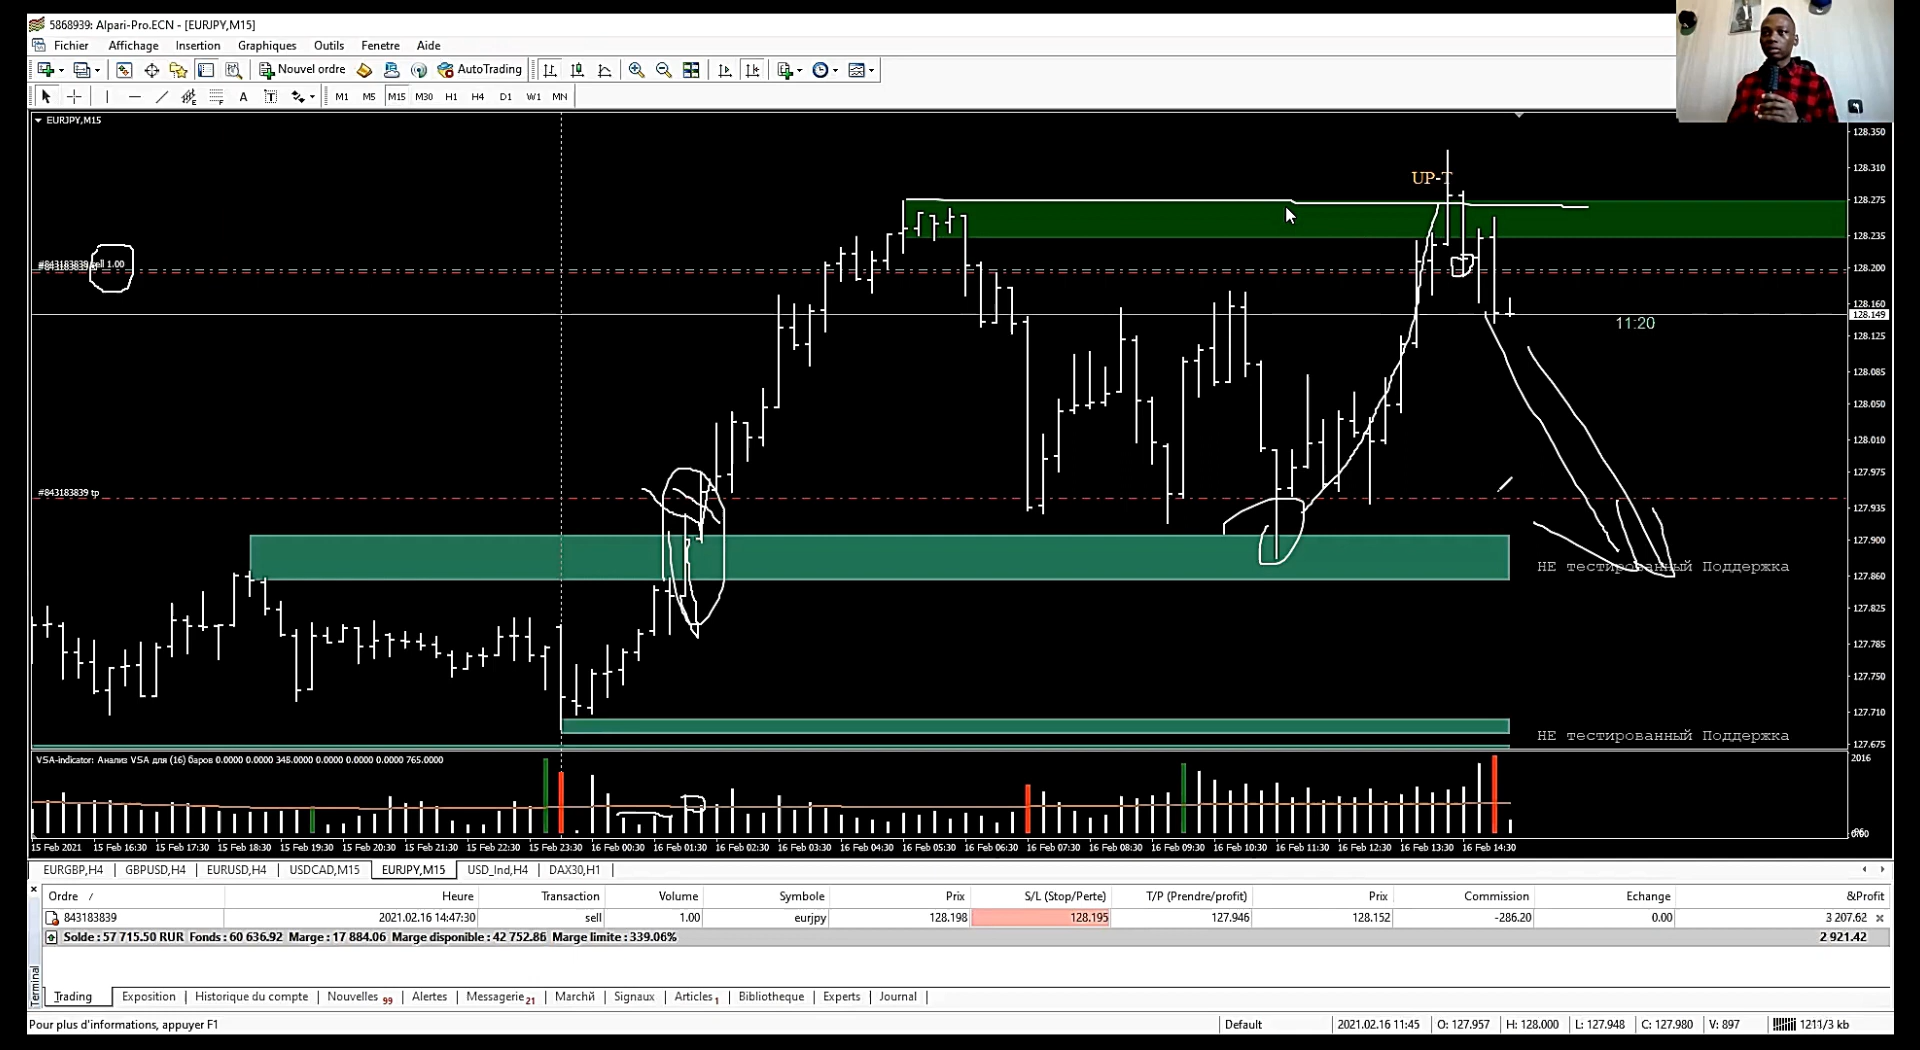 5868939: Alpari-Pro.ECN - [EURJPY,M15]
Fichier Affichage Insertion Graphiques Outils Fenetre Aide
Nouvel ordre AutoTrading
A T M1 M5 M15 M30 H1 H4 D1 W1 MN
EURJPY,M15
128.350
128.310
UP-T
128.275
128.235
#843183839 sell 1.00
128.200
128.160
128.149
11:20
128.125
128.085
128.050
128.010
127.975
#843183839 tp
127.935
127.900
НЕ тестированный Поддержка
127.860
127.825
127.785
127.750
127.710
НЕ тестированный Поддержка
127.675
VSA-indicator: Анализ VSA для (16) баров 0.0000 0.0000 348.0000 0.0000 0.0000 0.0000 765.0000
2016
15 Feb 2021 15 Feb 16:30 15 Feb 17:30 15 Feb 18:30 15 Feb 19:30 15 Feb 20:30 15 Feb 21:30 15 Feb 22:30 15 Feb 23:30 16 Feb 00:30 16 Feb 01:30 16 Feb 02:30 16 Feb 03:30 16 Feb 04:30 16 Feb 05:30 16 Feb 06:30 16 Feb 07:30 16 Feb 08:30 16 Feb 09:30 16 Feb 10:30 16 Feb 11:30 16 Feb 12:30 16 Feb 13:30 16 Feb 14:30
EURGBP,H4 GBPUSD,H4 EURUSD,H4 USDCAD,M15 EURJPY,M15 USD_Ind,H4 DAX30,H1
Ordre / Heure Transaction Volume Symbole Prix S/L (Stop/Perte) T/P (Prendre/profit) Prix Commission Echange &Profit
843183839 2021.02.16 14:47:30 sell 1.00 eurjpy 128.198 128.195 127.946 128.152 -286.20 0.00 3 207.62
Solde : 57 715.50 RUR Fonds : 60 636.92 Marge : 17 884.06 Marge disponible : 42 752.86 Marge limite : 339.06% 2 921.42
Terminal
Trading Exposition Historique du compte Nouvelles 99 Alertes Messagerie 21 Marchй Signaux Articles 1 Bibliotheque Experts Journal
Pour plus d'informations, appuyer F1 Default 2021.02.16 11:45 O: 127.957 H: 128.000 L: 127.948 C: 127.980 V: 897 1211/3 kb